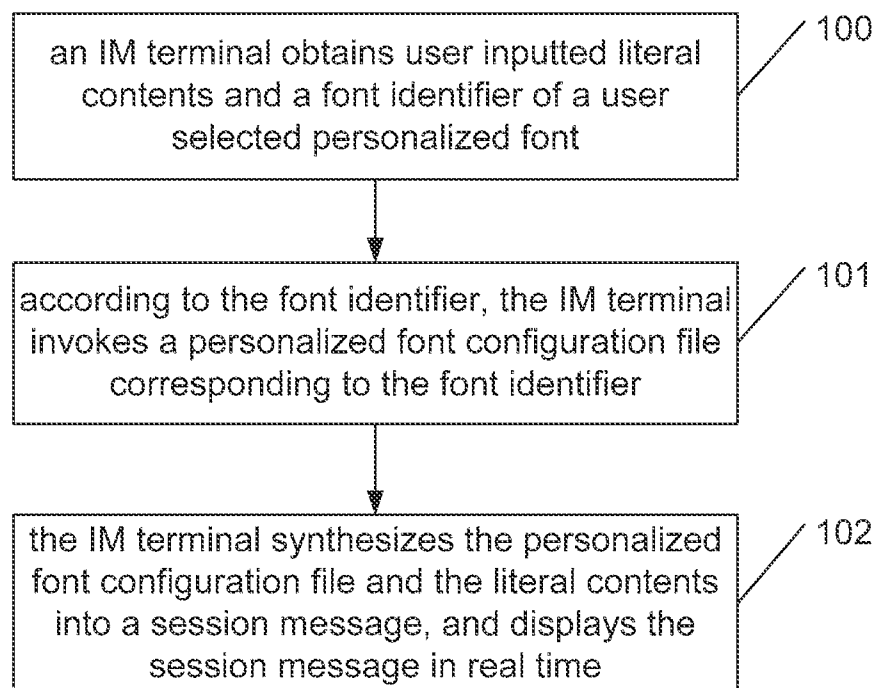 an IM terminal obtains user inputted literal
contents and a font identifier of a user
selected personalized font
100
according to the font identifier, the IM terminal
invokes a personalized font configuration file
corresponding to the font identifier
101
the IM terminal synthesizes the personalized
font configuration file and the literal contents
into a session message, and displays the
session message in real time
102